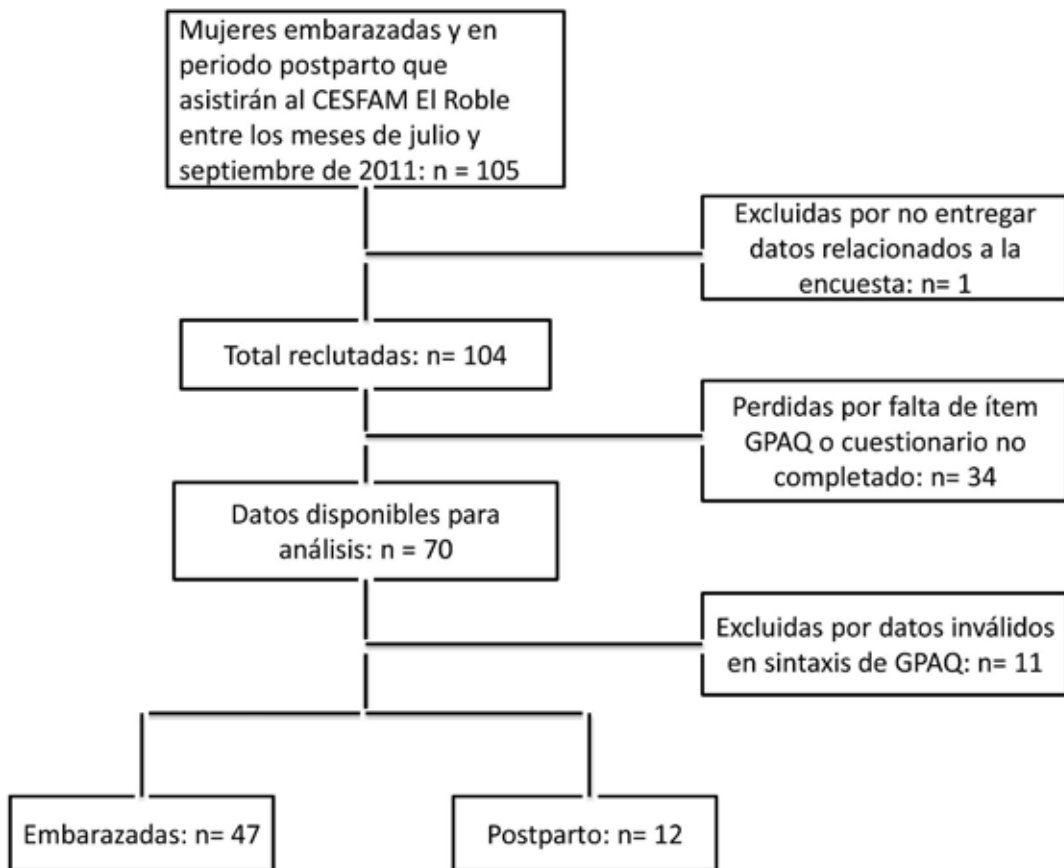 Mujeres embarazadas y en
periodo postparto que
asistirán al CESFAM El Roble
entre los meses de julio y
septiembre de 2011: n = 105
Excluidas por no entregar
datos relacionados a la
encuesta: n= 1
Total reclutadas: n= 104
Perdidas por falta de ítem
GPAQ o cuestionario no
completado: n= 34
Datos disponibles para
análisis: n = 70
Excluidas por datos inválidos
en sintaxis de GPAQ: n= 11
Embarazadas: n= 47
Postparto: n= 12